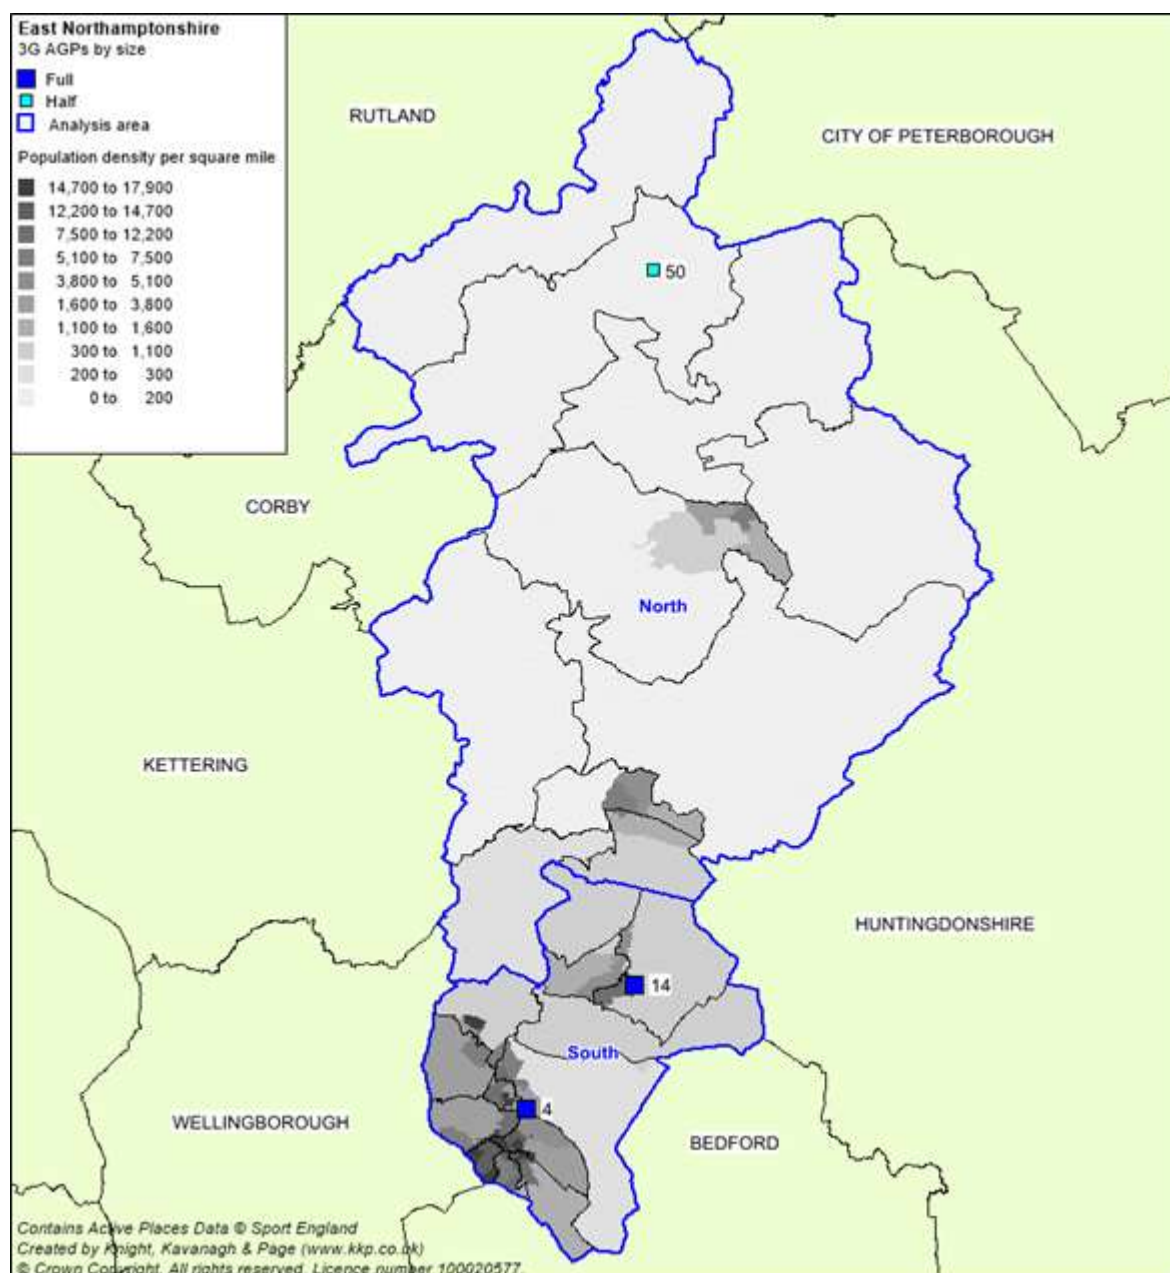 East Northamptonshire
3G AGPs by size
Full
Half
Analysis area
Population density per square mile
14,700 to 17,900
12,200 to 14,700
7,500 to 12,200
5,100 to 7,500
3,800 to 5,100
1,600 to 3,800
1,100 to 1,600
300 to 1,100
200 to 300
0 to 200
RUTLAND
CITY OF PETERBOROUGH
50
CORBY
North
KETTERING
HUNTINGDONSHIRE
14
South
4
WELLINGBOROUGH
BEDFORD
Contains Active Places Data © Sport England
Created by Knight, Kavanagh & Page (www.kkp.co.uk)
© Crown Copyright. All rights reserved. Licence number 100020577.